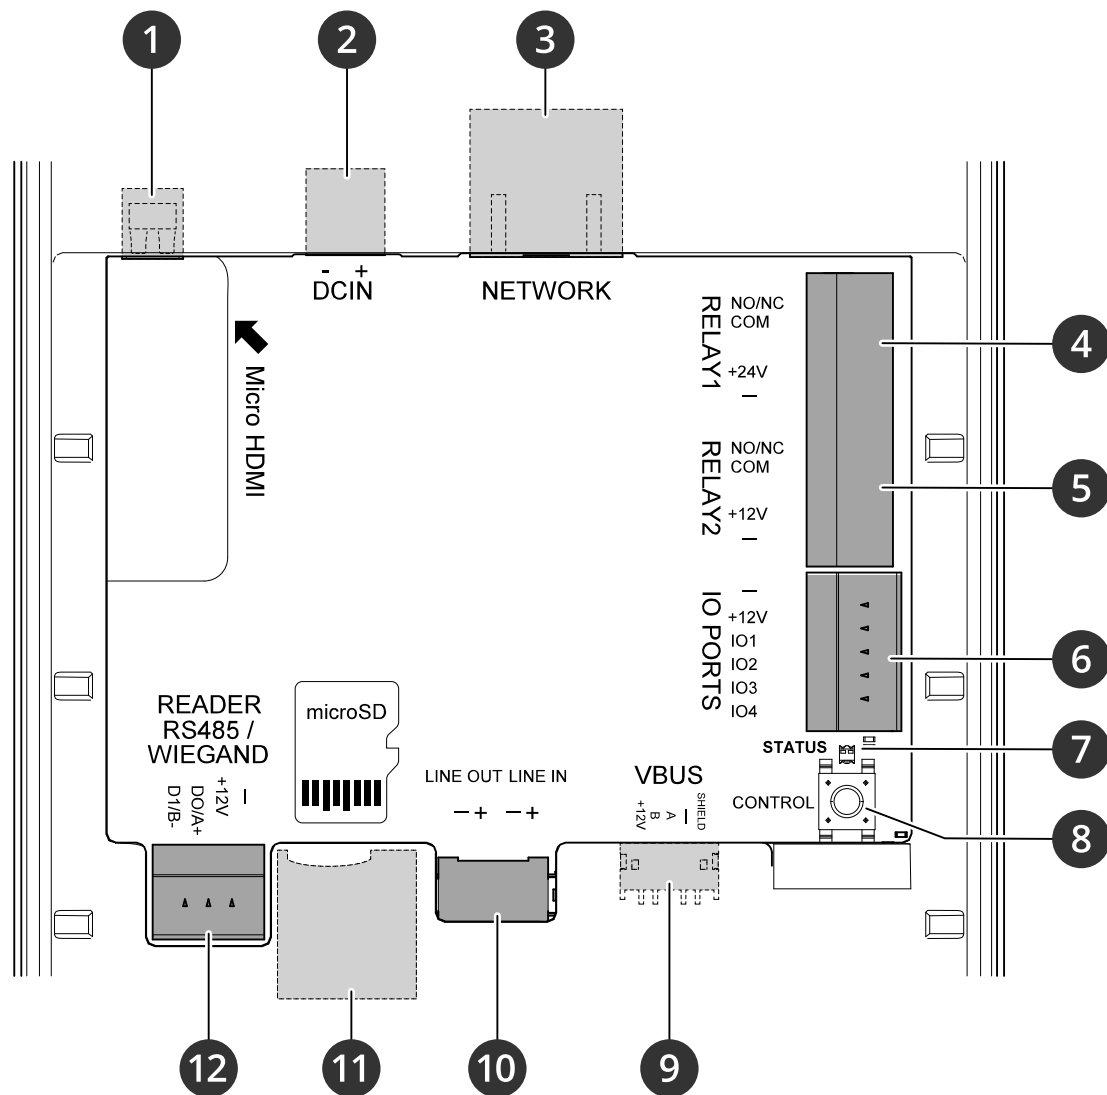 1
2
3
- +
DCIN
NETWORK
Micro HDMI
RELAY1
NO/NC
COM
+24V
—
4
RELAY2
NO/NC
COM
+12V
—
5
IO PORTS
—
+12V
IO1
IO2
IO3
IO4
6
STATUS
7
CONTROL
8
READER
RS485 /
WIEGAND
D1/B-
DO/A+
+12V
—
microSD
LINE OUT LINE IN
—+ —+
VBUS
+12V
B
A
—
SHIELD
12
11
10
9